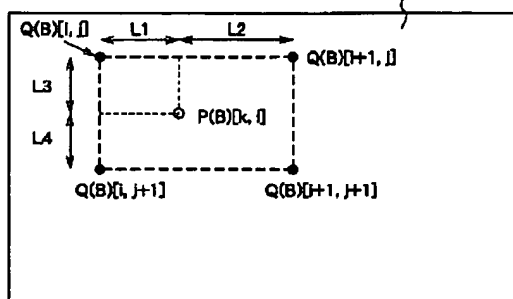 Q(B)[i, j] L1 L2
Q(B)[i+1, j]
L3
P(B)[k, l]
L4
Q(B)[i, j+1] Q(B)[i+1, j+1]